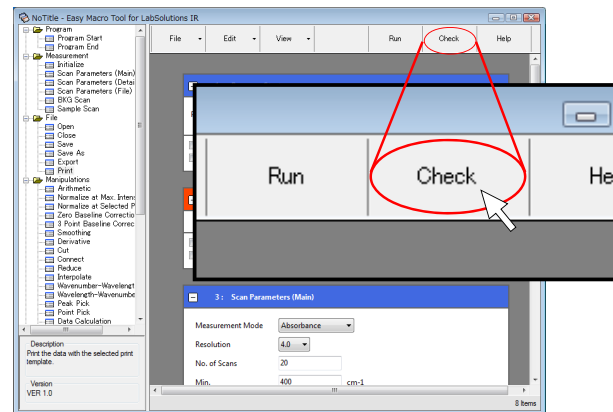 NoTitle - Easy Macro Tool for LabSolutions IR
File Edit View Run Check Help
Program
Program Start
Program End
Measurement
Initialize
Scan Parameters (Main)
Scan Parameters (Detai
Scan Parameters (File)
BKG Scan
Sample Scan
File
Open
Close
Save
Save As
Export
Print
Manipulations
Arithmetic
Normalize at Max. Intens
Normalize at Selected P
Zero Baseline Correctio
3 Point Baseline Correc
Smoothing
Derivative
Cut
Connect
Reduce
Interpolate
Wavenumber-Wavelengt
Wavelength-Wavenumbe
Peak Pick
Point Pick
Data Calculation
Description
Print the data with the selected print
template.
Version
VER 1.0
Run Check He
3 : Scan Parameters (Main)
Measurement Mode Absorbance
Resolution 4.0
No. of Scans 20
Min. 400 cm-1
8 Items